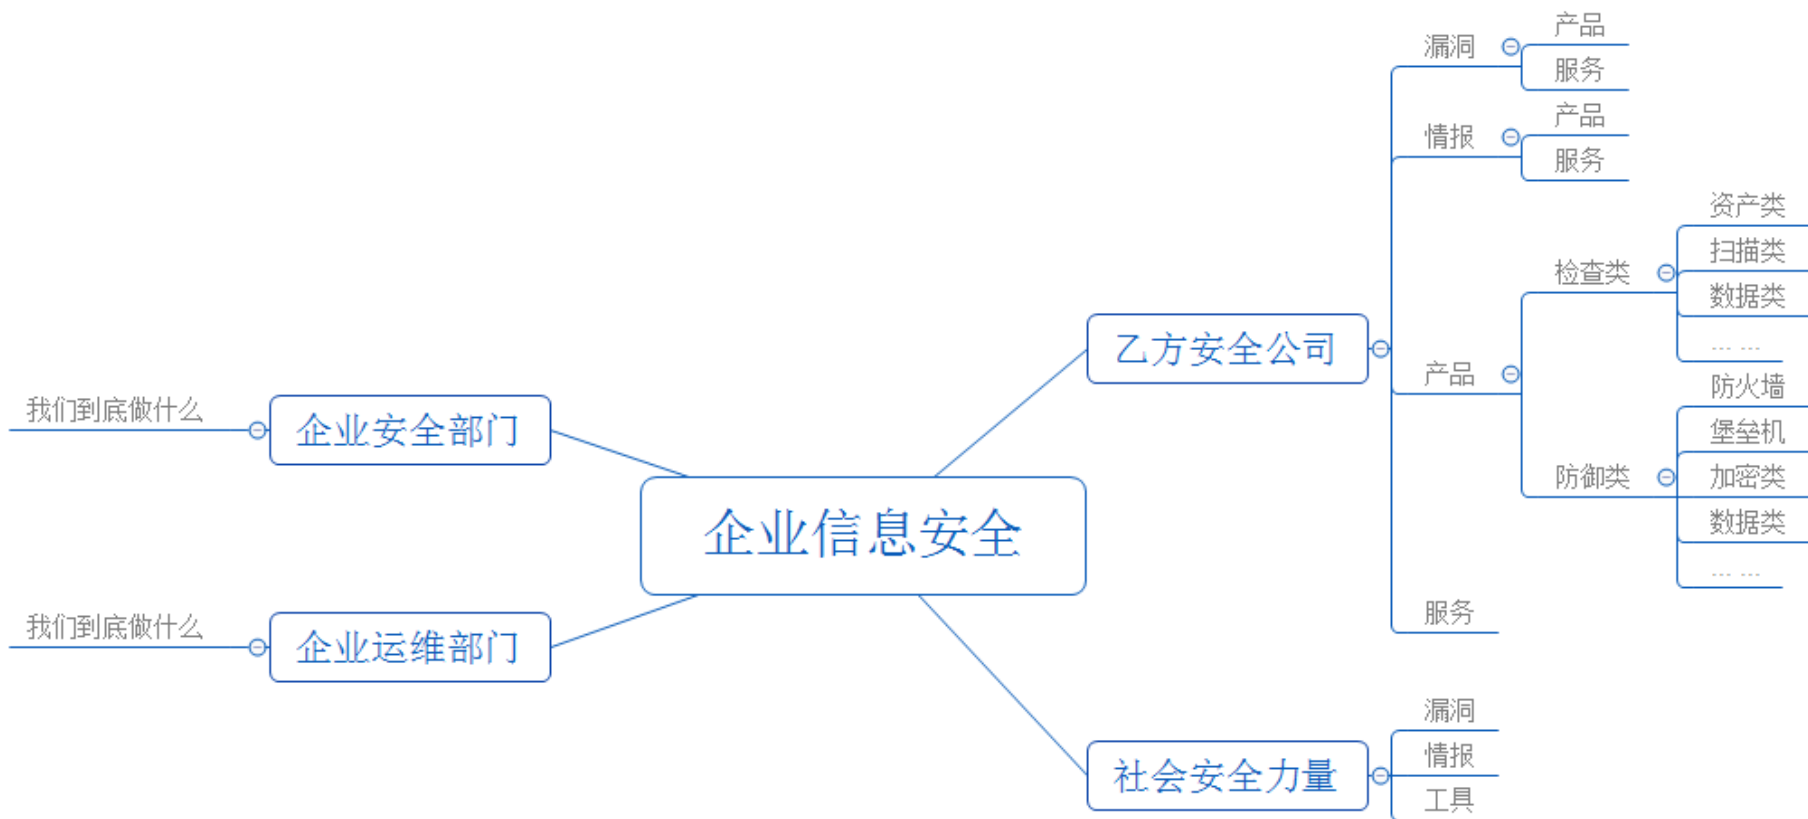 企业信息安全
乙方安全公司
漏洞
产品
服务
情报
产品
服务
产品
检查类
资产类
扫描类
数据类
... ...
防御类
防火墙
堡垒机
加密类
数据类
... ...
服务
社会安全力量
漏洞
情报
工具
企业安全部门
我们到底做什么
企业运维部门
我们到底做什么